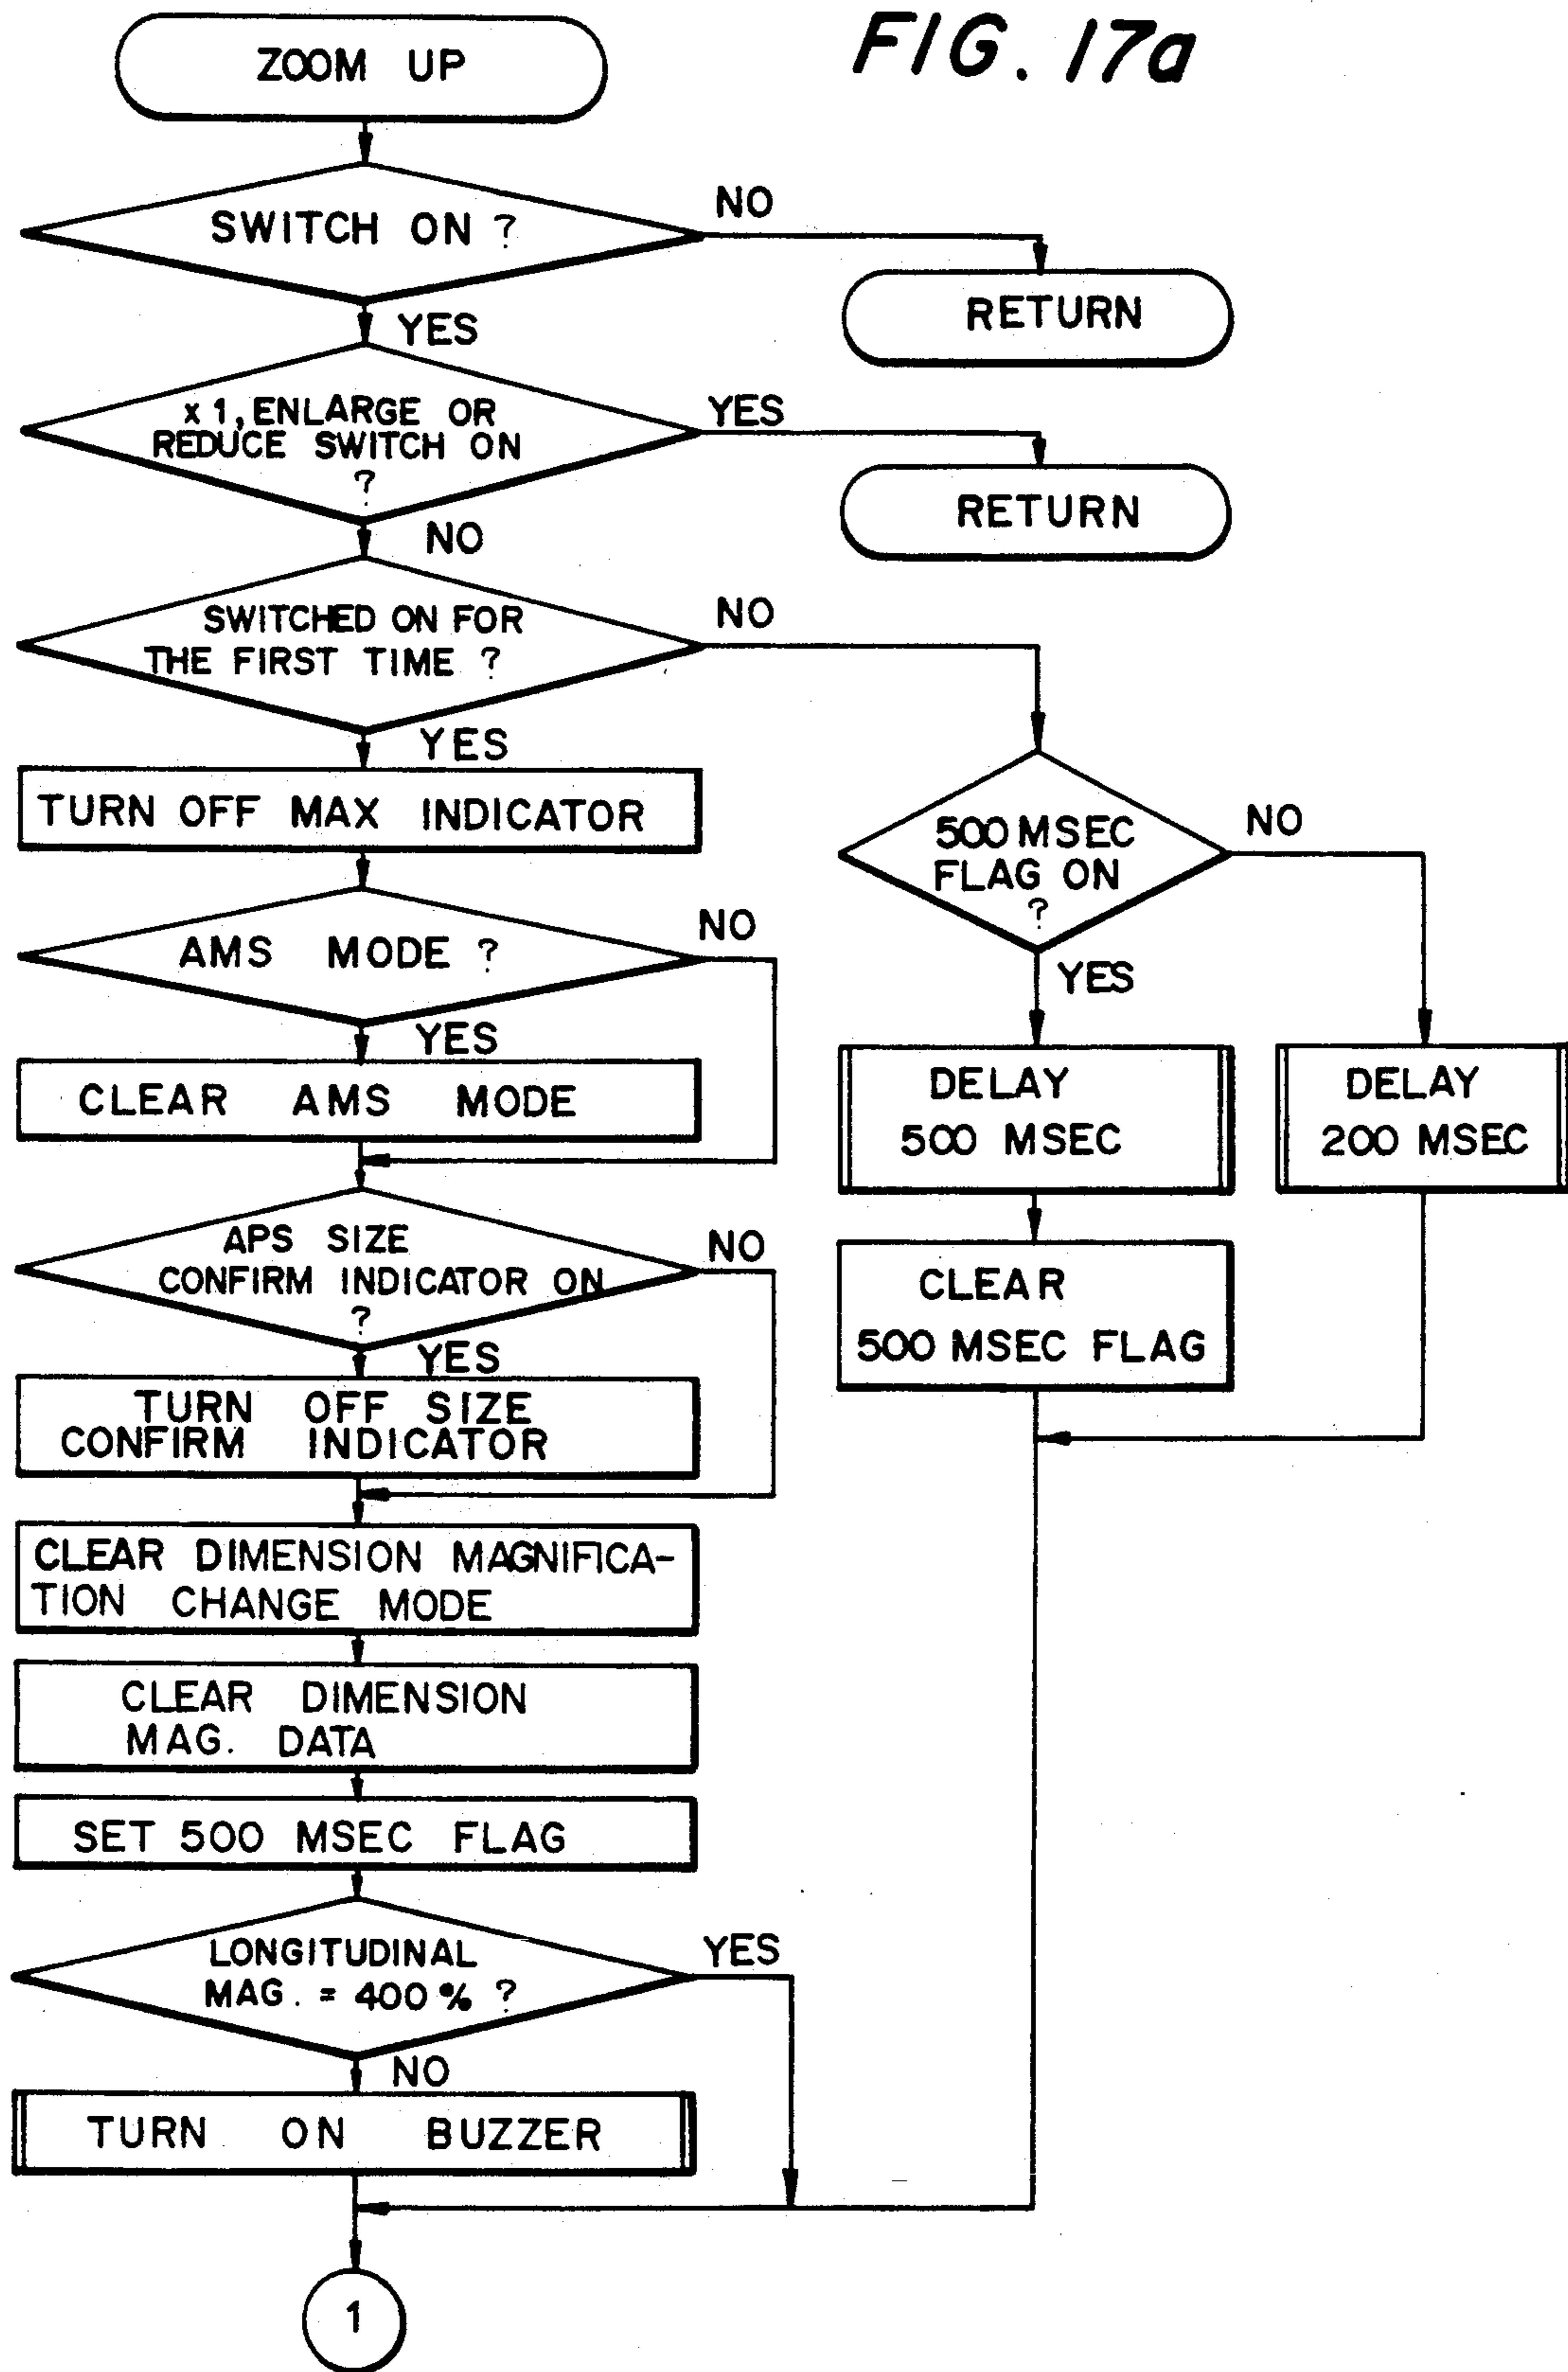 FIG. 17a
ZOOM UP
SWITCH ON ?
NO
RETURN
YES
x 1, ENLARGE OR
REDUCE SWITCH ON
?
YES
RETURN
NO
SWITCHED ON FOR
THE FIRST TIME ?
NO
YES
TURN OFF MAX INDICATOR
500 MSEC
FLAG ON
?
NO
YES
AMS MODE ?
NO
YES
CLEAR AMS MODE
DELAY
500 MSEC
DELAY
200 MSEC
APS SIZE
CONFIRM INDICATOR ON
?
NO
YES
CLEAR
500 MSEC FLAG
TURN OFF SIZE
CONFIRM INDICATOR
CLEAR DIMENSION MAGNIFICA-
TION CHANGE MODE
CLEAR DIMENSION
MAG. DATA
SET 500 MSEC FLAG
LONGITUDINAL
MAG. = 400 % ?
YES
NO
TURN ON BUZZER
1